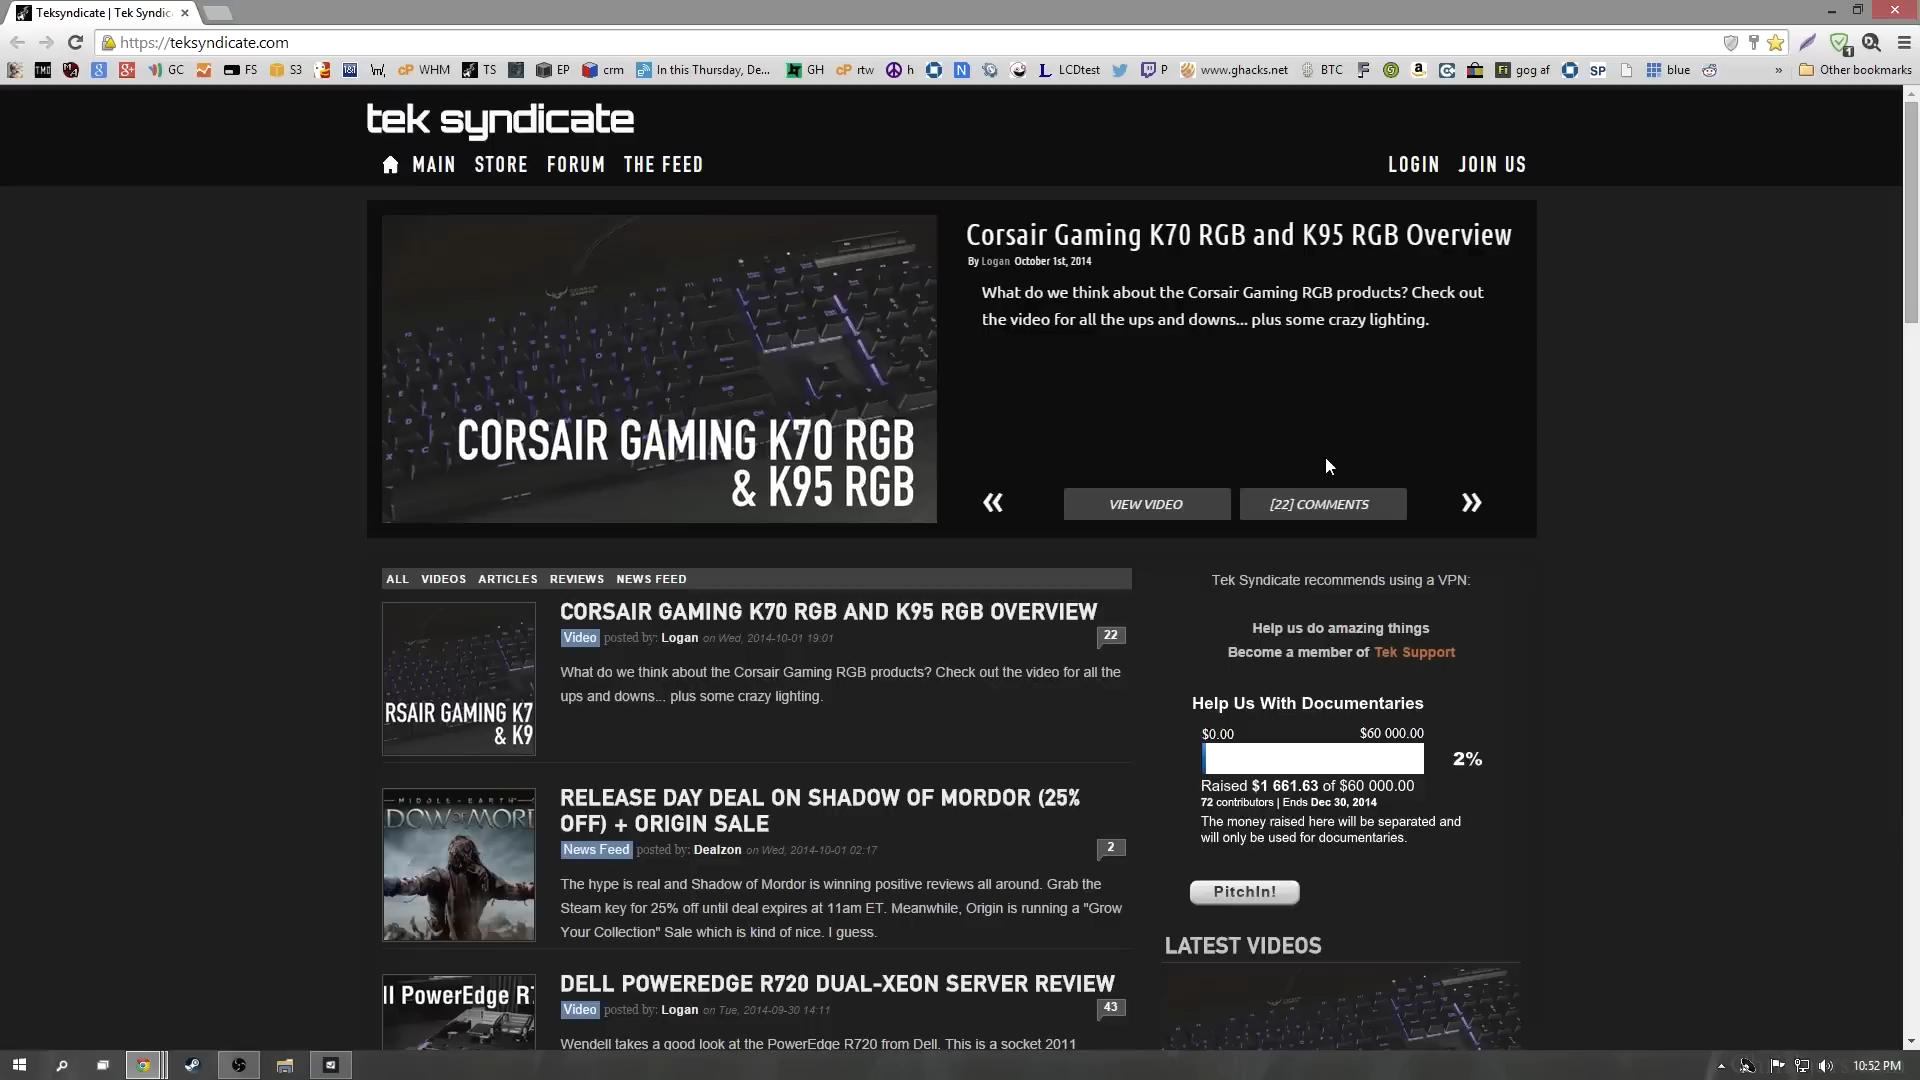 Teksyndicate | Tek Syndic
https://teksyndicate.com
GC
FS
S3
WHM
TS
EP
crm
In this Thursday, De...
GH
rtw
h
LCDtest
P
www.ghacks.net
BTC
gog af
SP
blue
»
Other bookmarks
tek syndicate
MAIN STORE FORUM THE FEED
LOGIN JOIN US
CORSAIR GAMING K70 RGB
& K95 RGB
Corsair Gaming K70 RGB and K95 RGB Overview
By Logan October 1st, 2014
What do we think about the Corsair Gaming RGB products? Check out
the video for all the ups and downs... plus some crazy lighting.
« VIEW VIDEO [22] COMMENTS »
ALL VIDEOS ARTICLES REVIEWS NEWS FEED
RSAIR GAMING K7
& K9
CORSAIR GAMING K70 RGB AND K95 RGB OVERVIEW
Video posted by: Logan on Wed, 2014-10-01 19:01
22
What do we think about the Corsair Gaming RGB products? Check out the video for all the
ups and downs... plus some crazy lighting.
MIDDLE-EARTH
DOW OF MORD
RELEASE DAY DEAL ON SHADOW OF MORDOR (25%
OFF) + ORIGIN SALE
News Feed posted by: Dealzon on Wed, 2014-10-01 02:17
2
The hype is real and Shadow of Mordor is winning positive reviews all around. Grab the
Steam key for 25% off until deal expires at 11am ET. Meanwhile, Origin is running a "Grow
Your Collection" Sale which is kind of nice. I guess.
ll PowerEdge R
DELL POWEREDGE R720 DUAL-XEON SERVER REVIEW
Video posted by: Logan on Tue, 2014-09-30 14:11
43
Wendell takes a good look at the PowerEdge R720 from Dell. This is a socket 2011
Tek Syndicate recommends using a VPN:
Help us do amazing things
Become a member of Tek Support
Help Us With Documentaries
$0.00 $60 000.00
2%
Raised $1 661.63 of $60 000.00
72 contributors | Ends Dec 30, 2014
The money raised here will be separated and
will only be used for documentaries.
PitchIn!
LATEST VIDEOS
10:52 PM